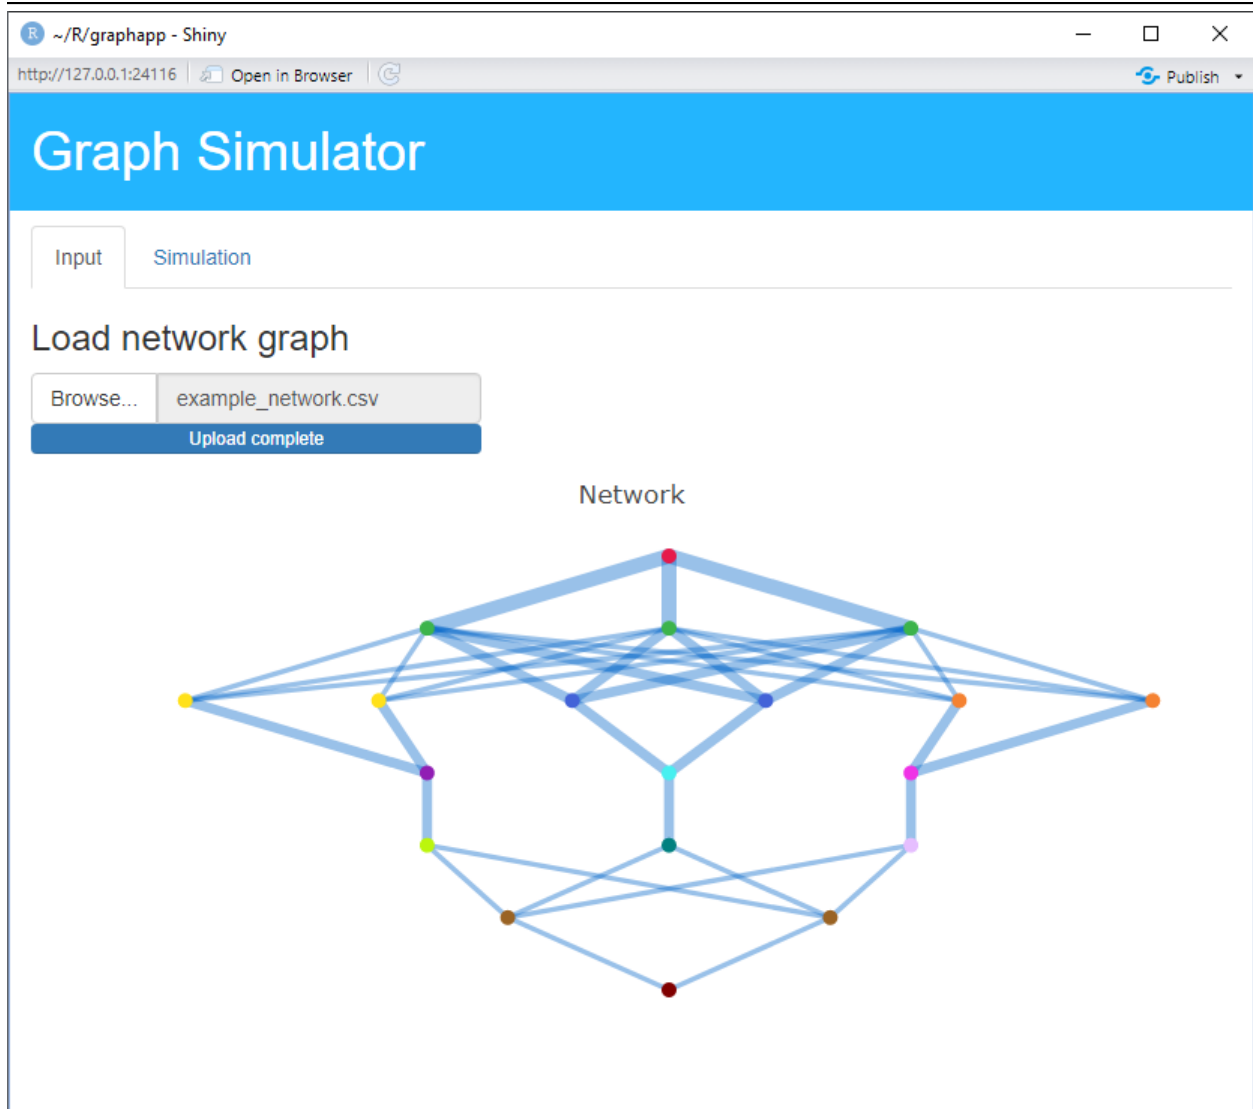 R ~/R/graphapp - Shiny
http://127.0.0.1:24116 Open in Browser Publish
Graph Simulator
Input Simulation
Load network graph
Browse... example_network.csv
Upload complete
Network